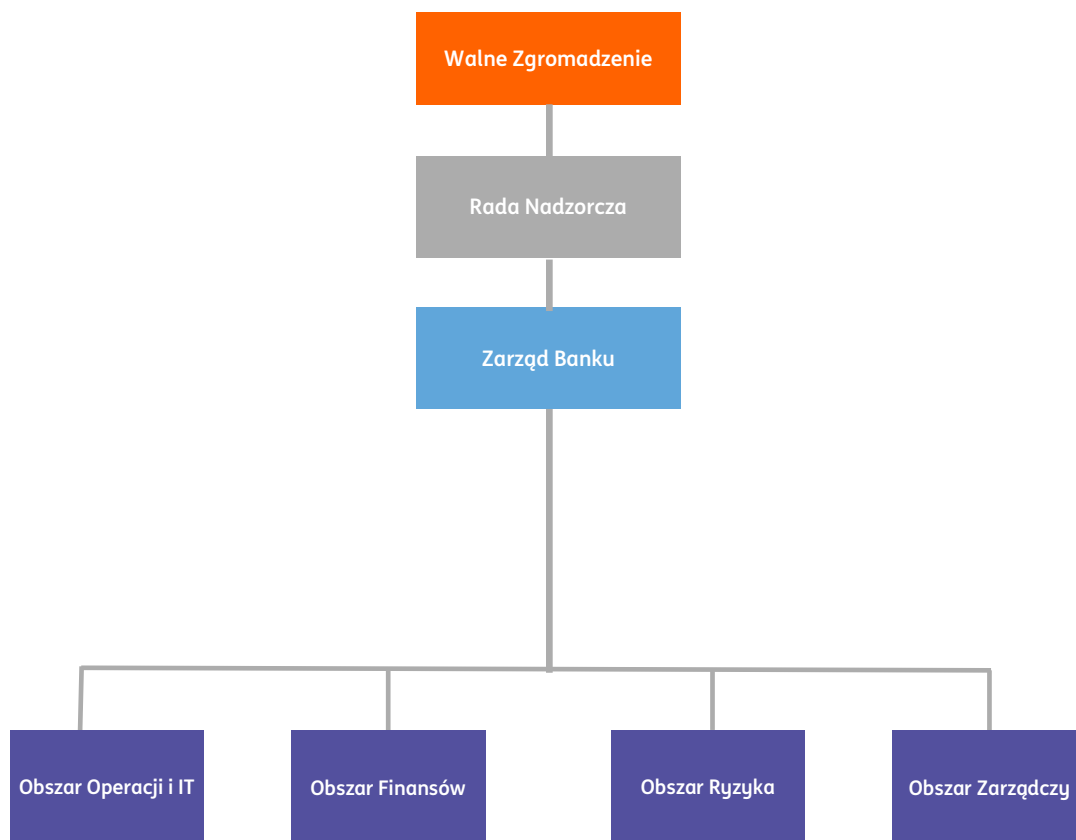 Walne Zgromadzenie
Rada Nadzorcza
Zarząd Banku
Obszar Operacji i IT
Obszar Finansów
Obszar Ryzyka
Obszar Zarządczy